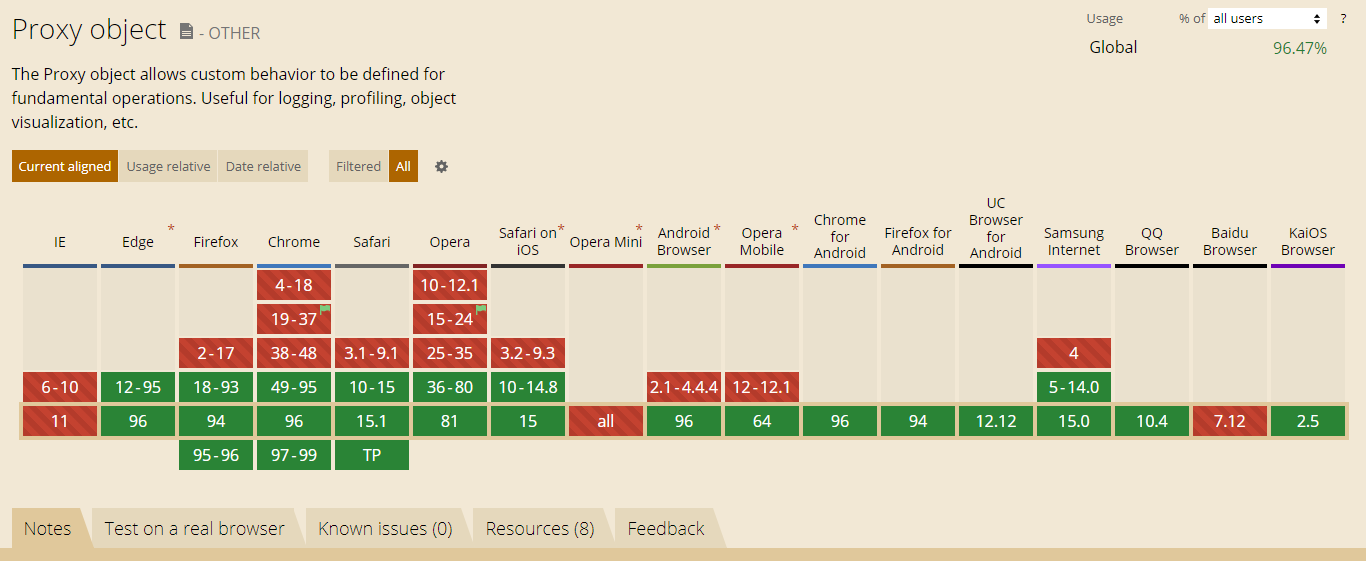 Proxy object - OTHER
Usage % of all users ?
Global 96.47%
The Proxy object allows custom behavior to be defined for
fundamental operations. Useful for logging, profiling, object
visualization, etc.
Current aligned Usage relative Date relative Filtered All
IE Edge * Firefox Chrome Safari Opera Safari on iOS * Opera Mini * Android Browser * Opera Mobile * Chrome for Android Firefox for Android UC Browser for Android Samsung Internet QQ Browser Baidu Browser KaiOS Browser
4-18 10-12.1
19-37 15-24
2-17 38-48 3.1-9.1 25-35 3.2-9.3 4
6-10 12-95 18-93 49-95 10-15 36-80 10-14.8 2.1-4.4.4 12-12.1 5-14.0
11 96 94 96 15.1 81 15 all 96 64 96 94 12.12 15.0 10.4 7.12 2.5
95-96 97-99 TP
Notes Test on a real browser Known issues (0) Resources (8) Feedback